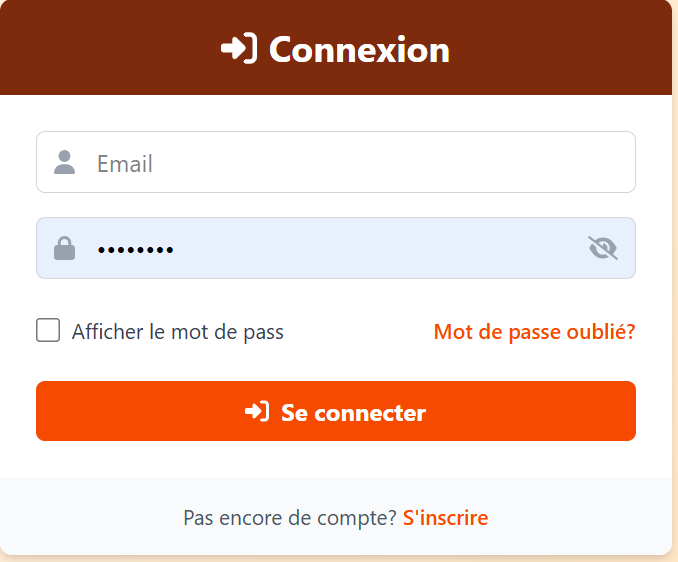 Connexion
Email
••••••••
Afficher le mot de pass
Mot de passe oublié?
Se connecter
Pas encore de compte? S'inscrire